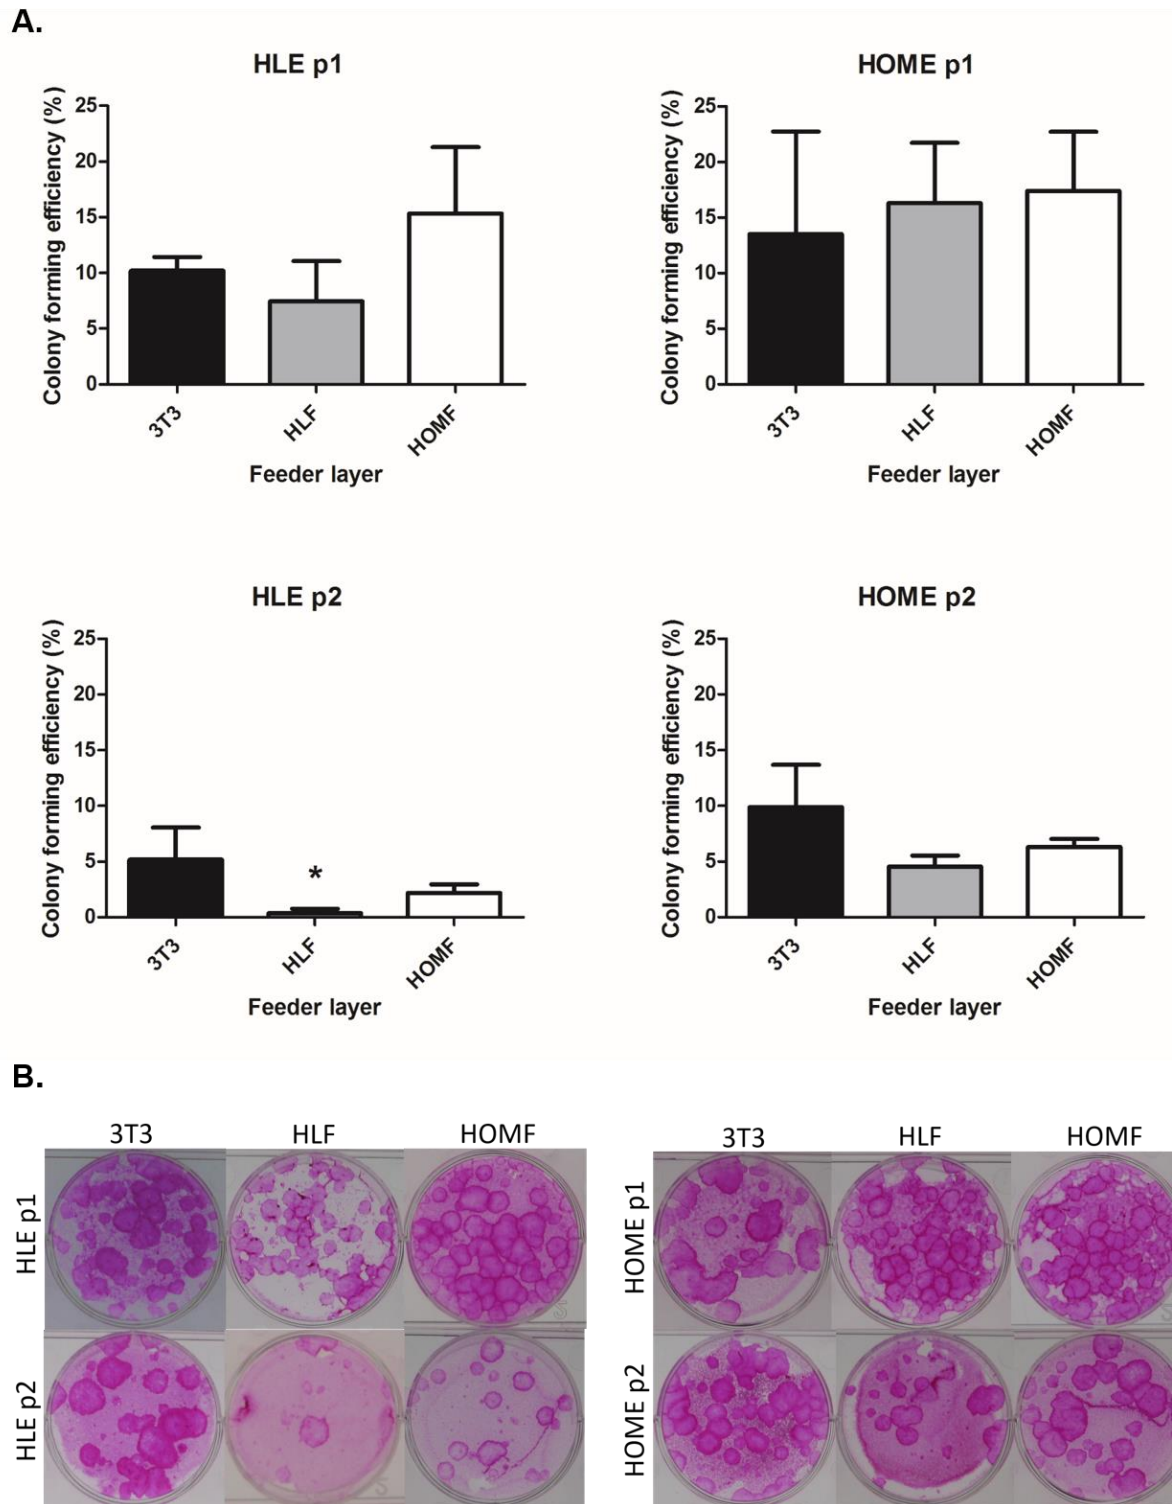 A.
HLE p1
Colony forming efficiency (%)
25
20
15
10
5
0
3T3
HLF
HOMF
Feeder layer
HOME p1
Colony forming efficiency (%)
25
20
15
10
5
0
3T3
HLF
HOMF
Feeder layer
HLE p2
Colony forming efficiency (%)
25
20
15
10
5
0
*
3T3
HLF
HOMF
Feeder layer
HOME p2
Colony forming efficiency (%)
25
20
15
10
5
0
3T3
HLF
HOMF
Feeder layer
B.
3T3
HLF
HOMF
HLE p1
HLE p2
3T3
HLF
HOMF
HOME p1
HOME p2